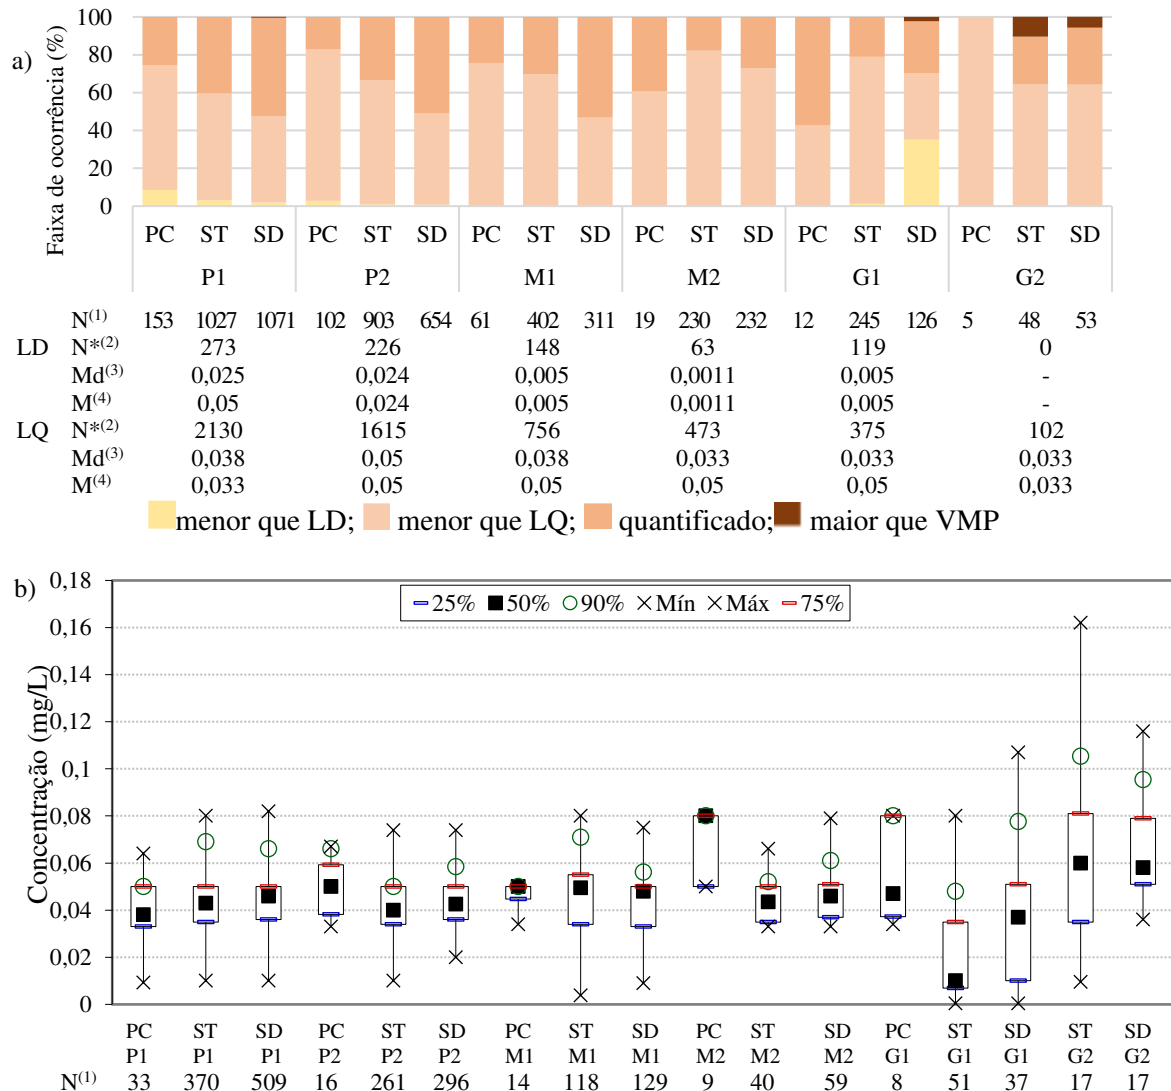 a)
Faixa de ocorrência (%)
100
80
60
40
20
0
PC ST SD PC ST SD PC ST SD PC ST SD PC ST SD PC ST SD
P1 P2 M1 M2 G1 G2
N(1) 153 1027 1071 102 903 654 61 402 311 19 230 232 12 245 126 5 48 53
LD N*(2) 273 226 148 63 119 0
Md(3) 0,025 0,024 0,005 0,0011 0,005 -
M(4) 0,05 0,024 0,005 0,0011 0,005 -
LQ N*(2) 2130 1615 756 473 375 102
Md(3) 0,038 0,05 0,038 0,033 0,033 0,033
M(4) 0,033 0,05 0,05 0,05 0,05 0,033
menor que LD; menor que LQ; quantificado; maior que VMP
b)
Concentração (mg/L)
0,18
25% 50% 90% Mín Máx 75%
0,16
0,14
0,12
0,1
0,08
0,06
0,04
0,02
0
PC ST SD PC ST SD PC ST SD PC ST SD PC ST SD ST SD
P1 P1 P1 P2 P2 P2 M1 M1 M1 M2 M2 M2 G1 G1 G1 G2 G2
N(1) 33 370 509 16 261 296 14 118 129 9 40 59 8 51 37 17 17